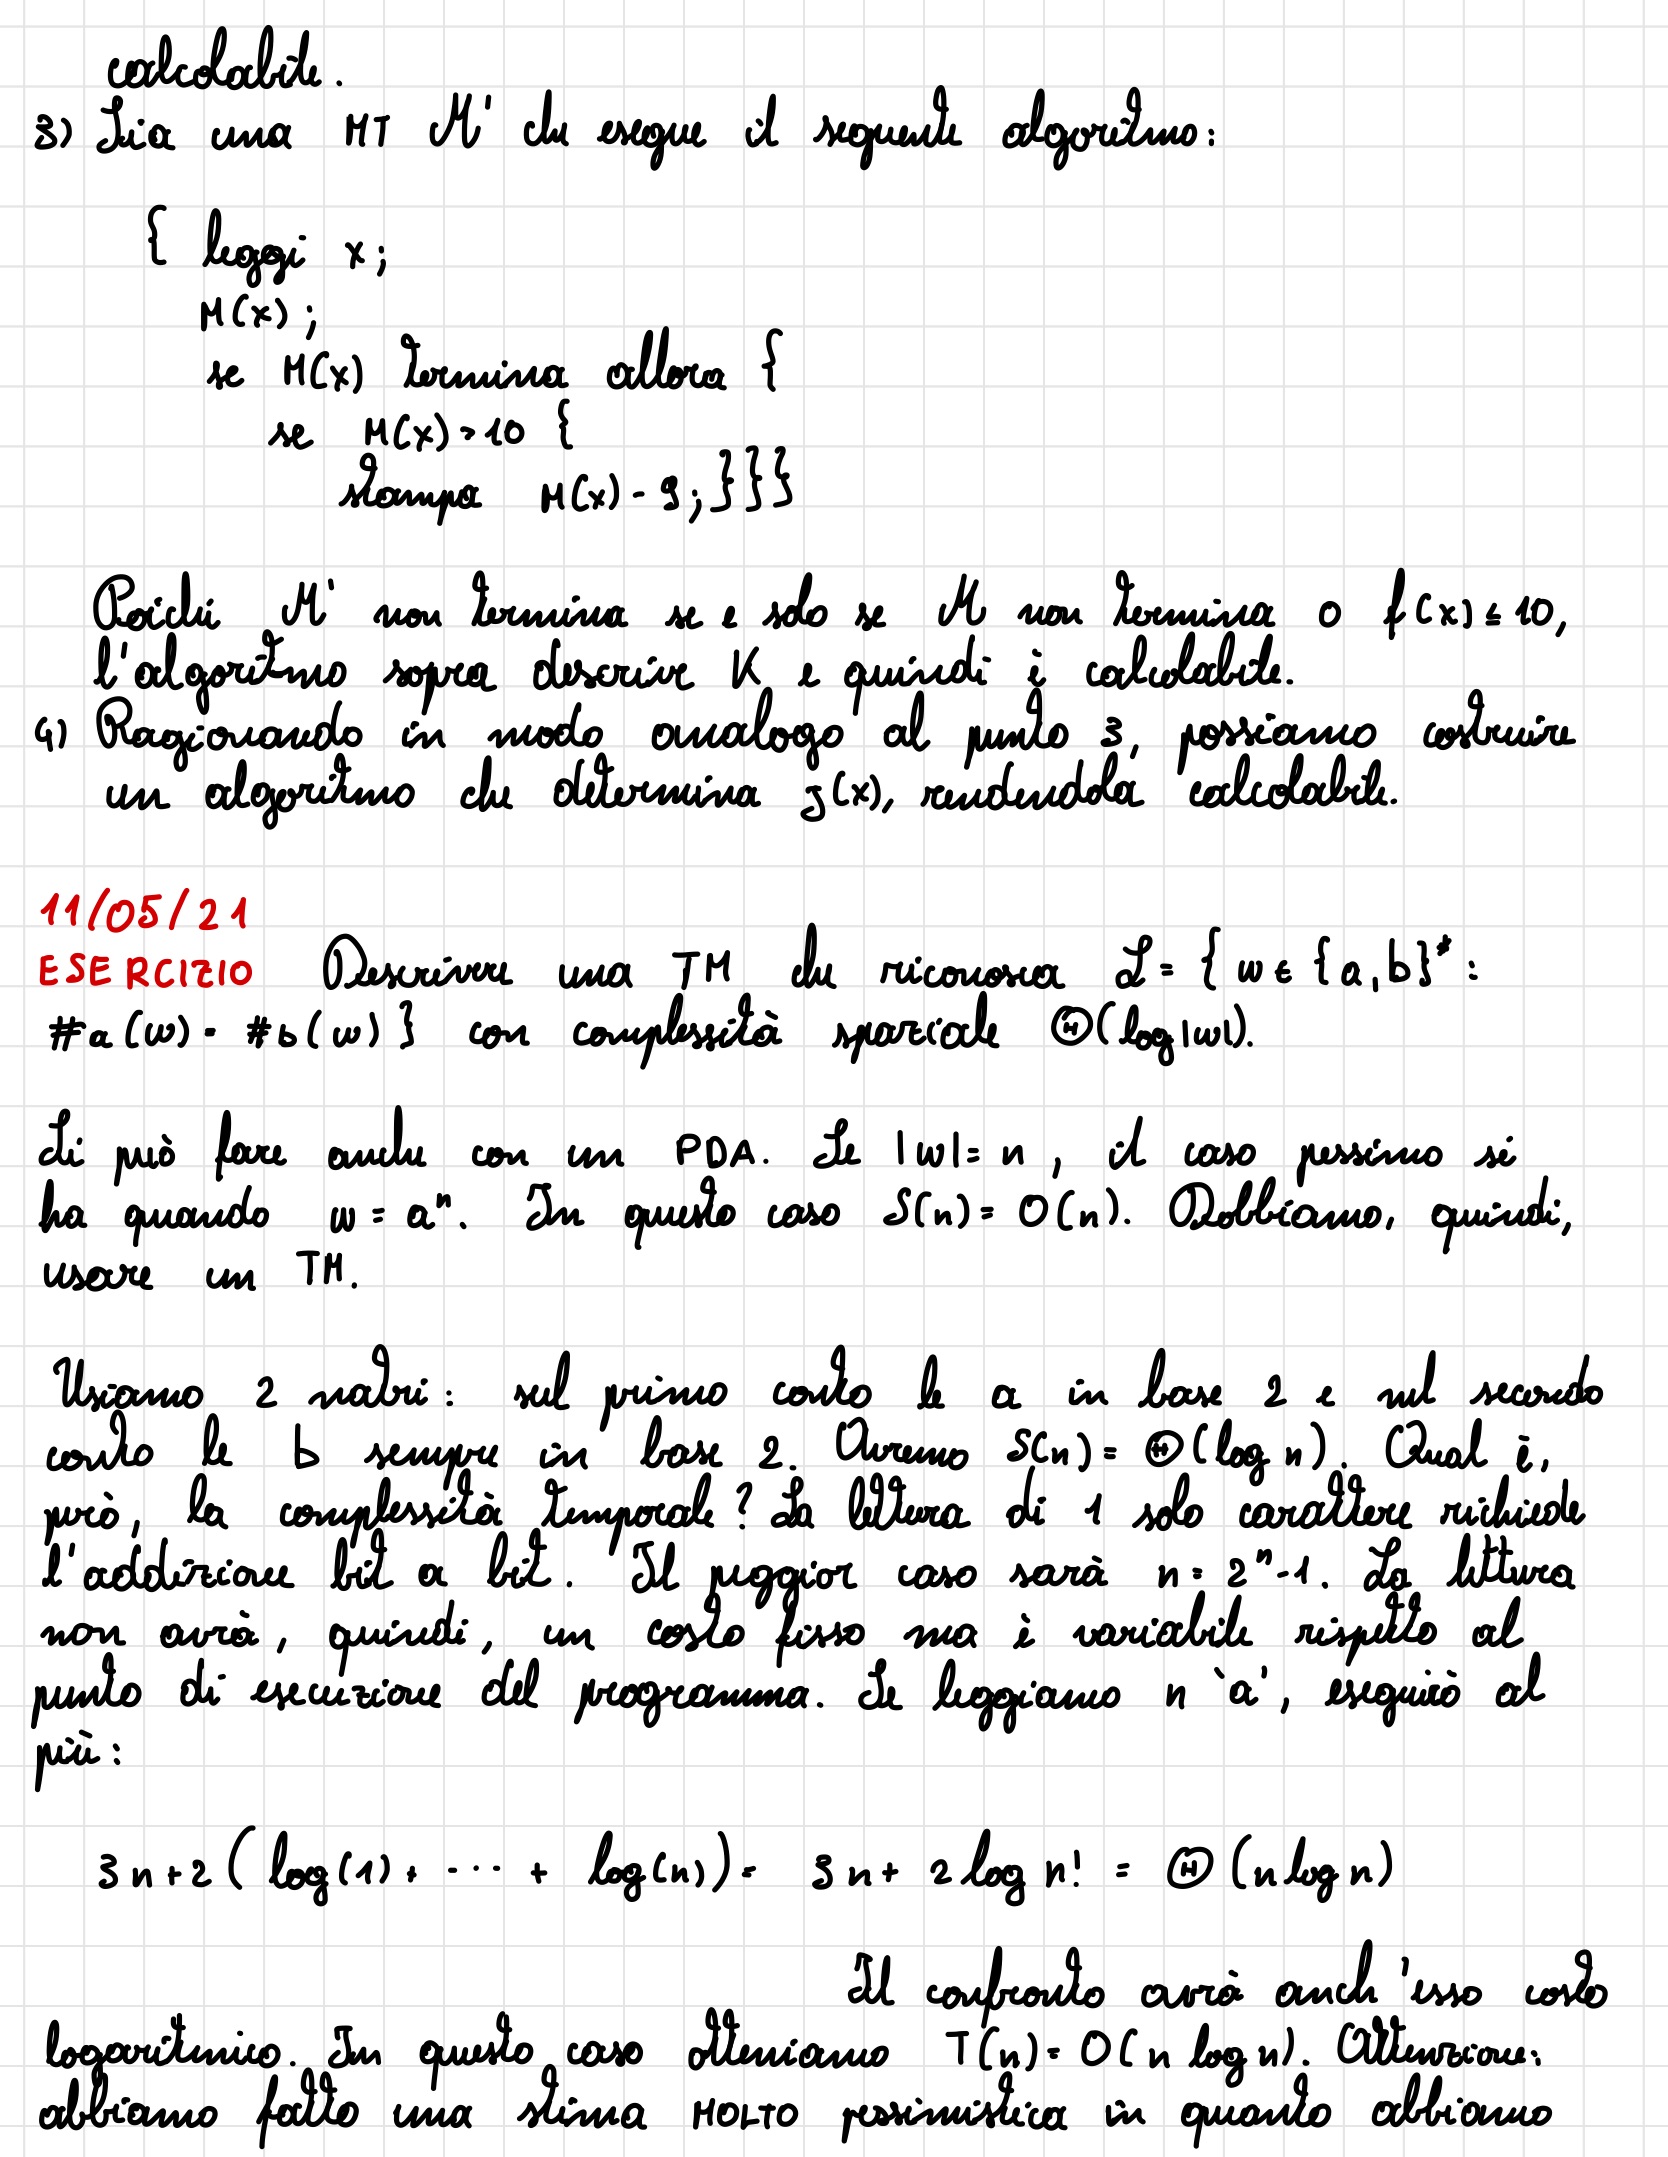 calcolabile.
3) Sia una MT M' che esegue il seguente algoritmo:
{ leggi x;
M(x);
se M(x) termina allora {
se M(x) > 10 {
stampa M(x) - 9; }}}
Poiché M' non termina se e solo se M non termina o f(x) ≤ 10,
l'algoritmo sopra descrive K e quindi è calcolabile.
4) Ragionando in modo analogo al punto 3, possiamo costruire
un algoritmo che determina g(x), rendendola calcolabile.
11/05/21
ESERCIZIO Descrivere una TM che riconosca L = { w ∈ {a,b}* :
#a(w) = #b(w) } con complessità spaziale Θ(log|w|).
Si può fare anche con un PDA. Se |w| = n, il caso pessimo si
ha quando w = aⁿ. In questo caso S(n) = O(n). Dobbiamo, quindi,
usare un TM.
Usiamo 2 nastri: sul primo conto le a in base 2 e sul secondo
conto le b sempre in base 2. Avremo S(n) = Θ(log n). Qual è,
però, la complessità temporale? La lettura di 1 solo carattere richiede
l'addizione bit a bit. Il peggior caso sarà n = 2ⁿ-1. La lettura
non avrà, quindi, un costo fisso ma è variabile rispetto al
punto di esecuzione del programma. Se leggiamo n 'a', eseguirò al
più:
3n+2( log(1) + ... + log(n) ) = 3n + 2 log n! = Θ (n log n)
Il confronto avrà anch'esso costo
logaritmico. In questo caso otteniamo T(n) = O( n log n). Attenzione:
abbiamo fatto una stima MOLTO pessimistica in quanto abbiamo